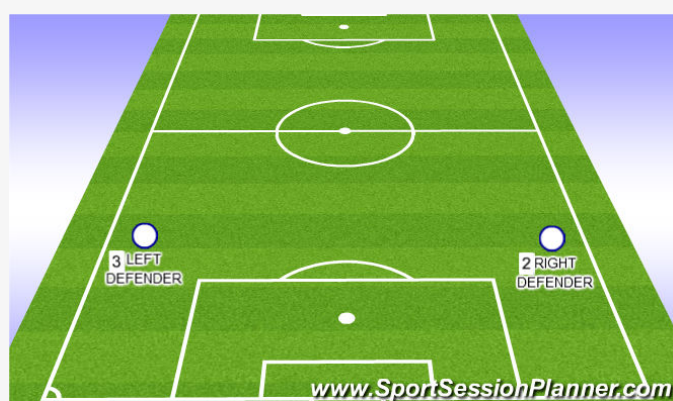 3 LEFT
DEFENDER
2 RIGHT
DEFENDER
www.SportSessionPlanner.com